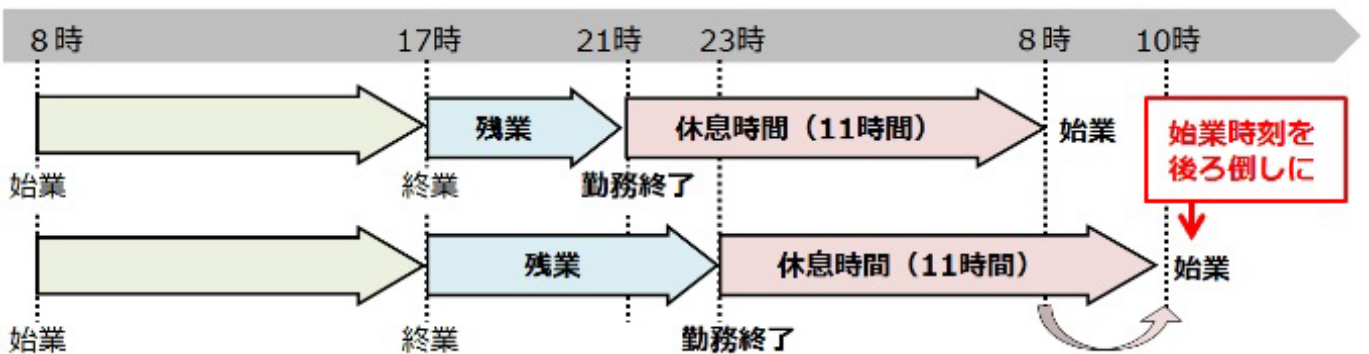 8時 17時 21時 23時 8時 10時
残業 休息時間（11時間） 始業
始業時刻を
後ろ倒しに
始業 終業 勤務終了
残業 休息時間（11時間） 始業
始業 終業 勤務終了